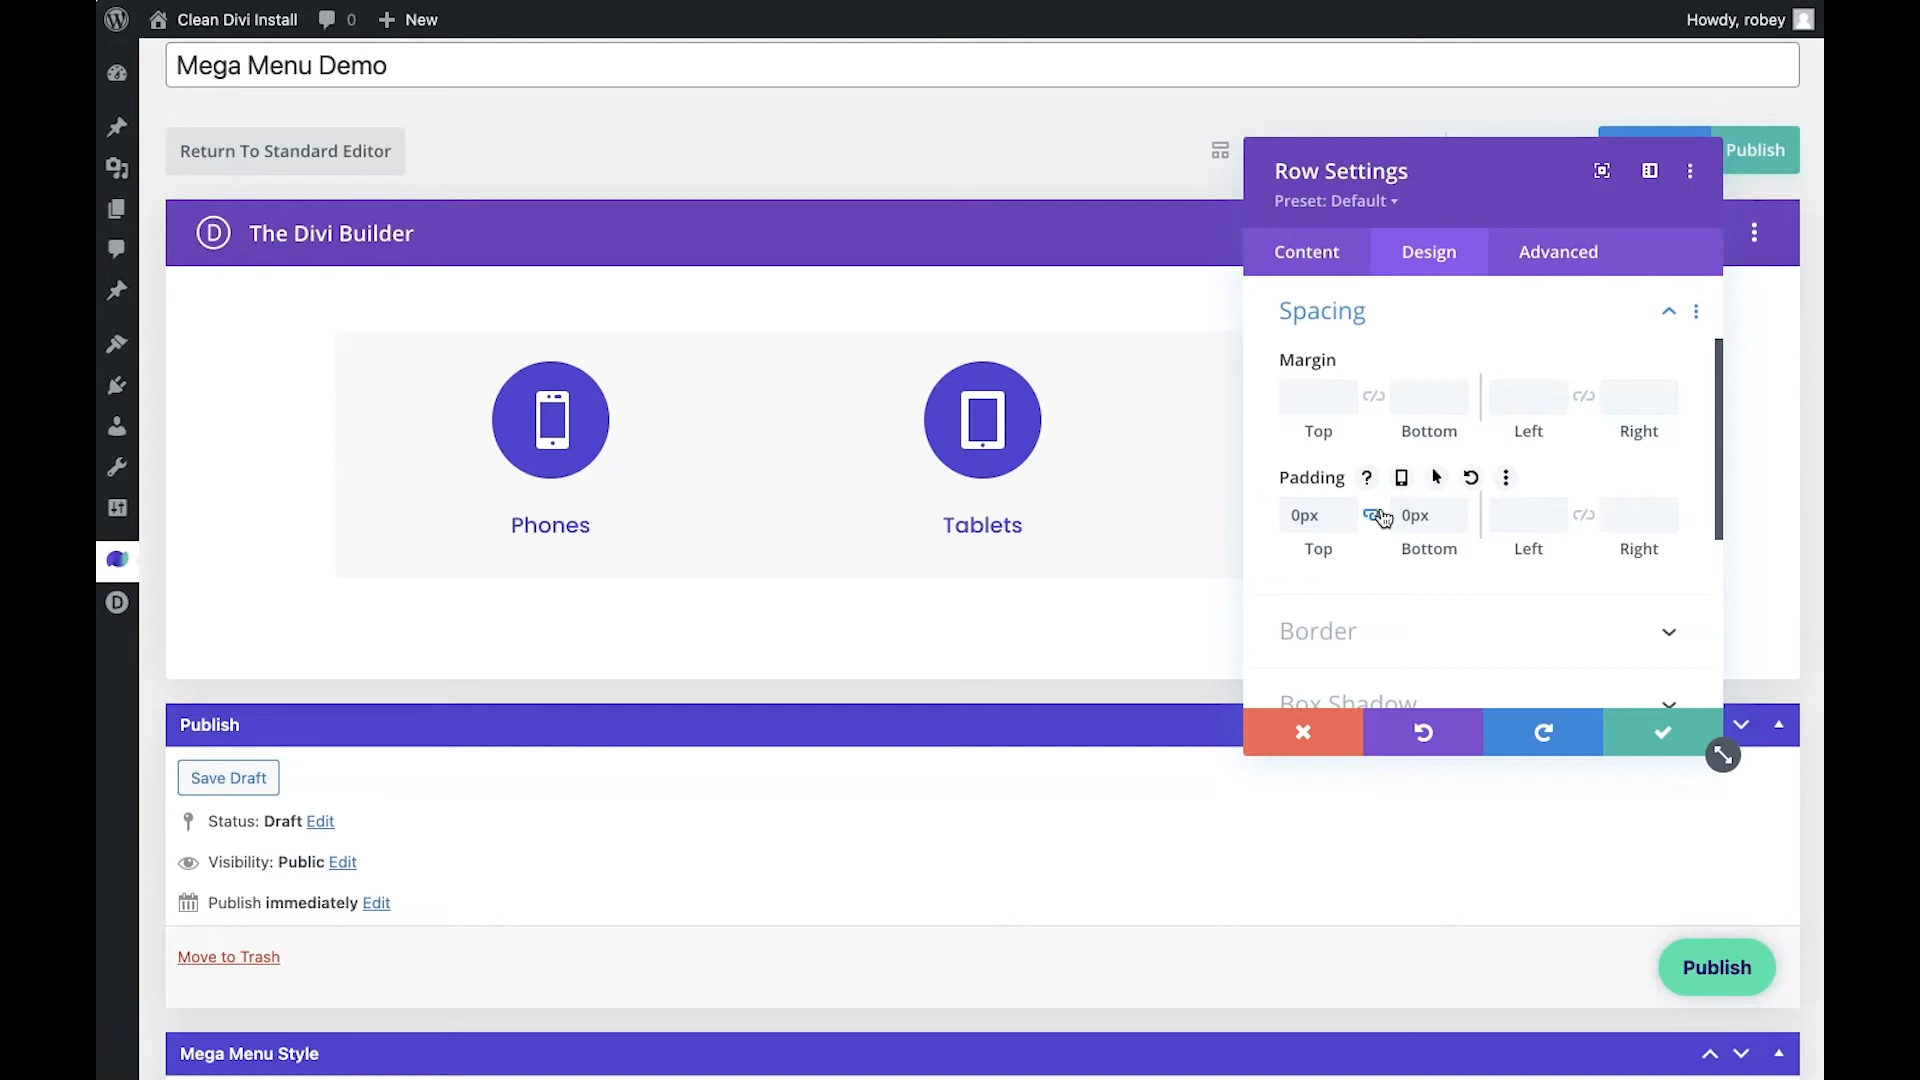 Clean Divi Install 0 New Howdy, robey
Mega Menu Demo
Return To Standard Editor
Publish
Row Settings
Preset: Default
The Divi Builder
Content Design Advanced
Spacing
Margin
Top Bottom Left Right
Padding ?
0px 0px
Top Bottom Left Right
Phones
Tablets
Border
Box Shadow
Publish
Save Draft
Status: Draft Edit
Visibility: Public Edit
Publish immediately Edit
Move to Trash
Publish
Mega Menu Style